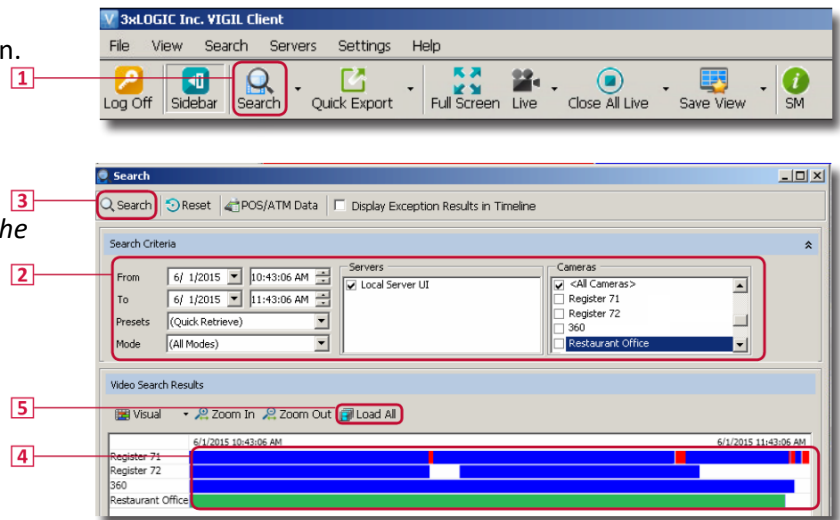 3xLOGIC Inc. VIGIL Client
File View Search Servers Settings Help
n.
1
Log Off Sidebar Search Quick Export Full Screen Live Close All Live Save View SM
Search
3
Search Reset POS/ATM Data Display Exception Results in Timeline
he
Search Criteria
2
From 6/ 1/2015 10:43:06 AM
To 6/ 1/2015 11:43:06 AM
Presets (Quick Retrieve)
Mode (All Modes)
Servers
Local Server UI
Cameras
<All Cameras>
Register 71
Register 72
360
Restaurant Office
Video Search Results
5
Visual Zoom In Zoom Out Load All
6/1/2015 10:43:06 AM 6/1/2015 11:43:06 AM
4
Register 71
Register 72
360
Restaurant Office